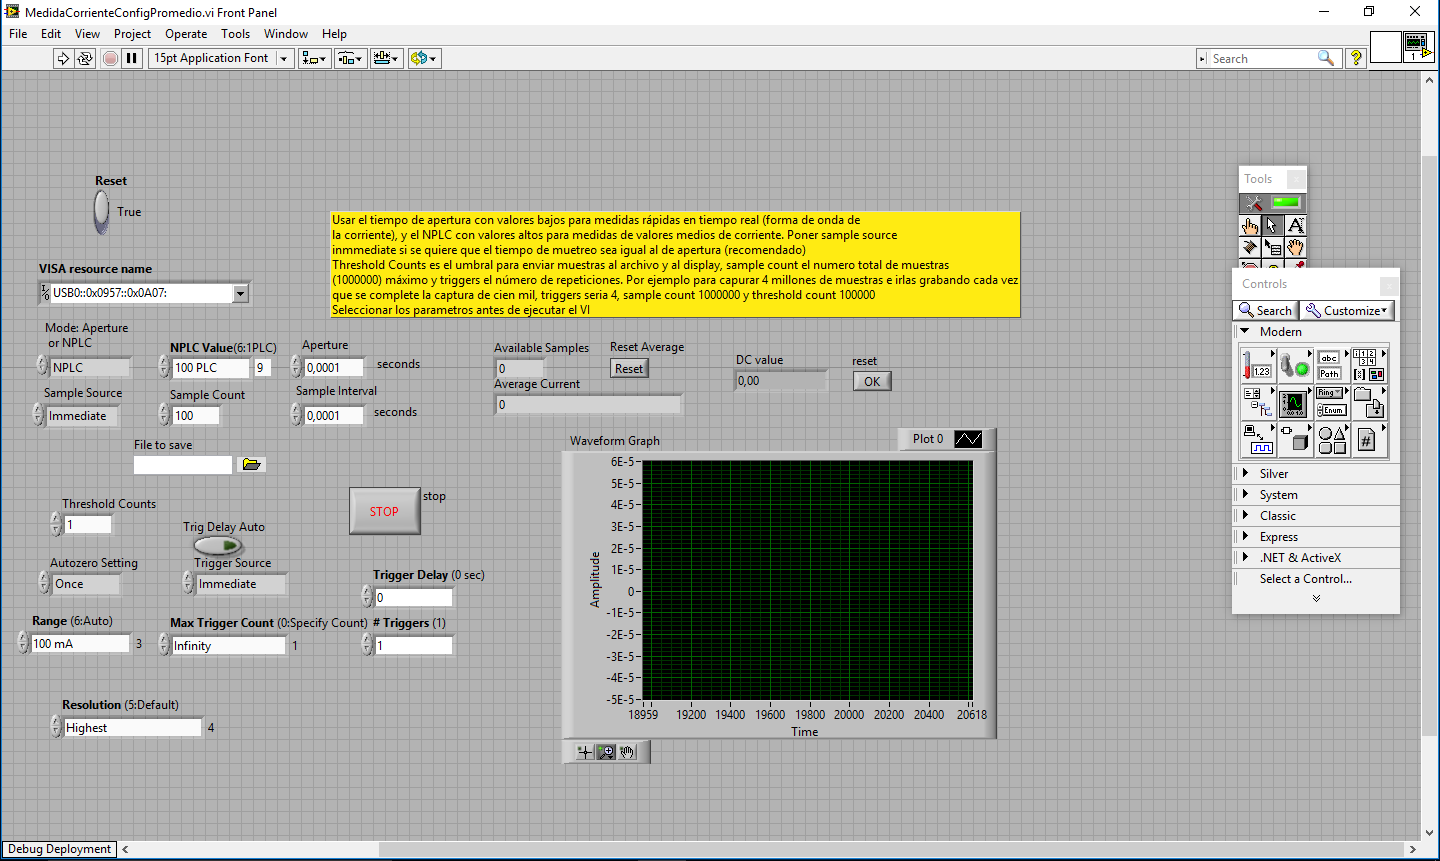 MedidaCorrienteConfigPromedio.vi Front Panel
File Edit View Project Operate Tools Window Help
15pt Application Font
Search
?
1
Reset
True
Usar el tiempo de apertura con valores bajos para medidas rápidas en tiempo real (forma de onda de
la corriente), y el NPLC con valores altos para medidas de valores medios de corriente. Poner sample source
inmmediate si se quiere que el tiempo de muetreo sea igual al de apertura (recomendado)
Threshold Counts es el umbral para enviar muestras al archivo y al display, sample count el numero total de muestras
(1000000) máximo y triggers el número de repeticiones. Por ejemplo para capurar 4 millones de muestras e irlas grabando cada vez
que se complete la captura de cien mil, triggers seria 4, sample count 1000000 y threshold count 100000
Seleccionar los parametros antes de ejecutar el VI
VISA resource name
I/0
USB0::0x0957::0x0A07:
Mode: Aperture
or NPLC
NPLC
NPLC Value(6:1PLC)
100 PLC 9
Aperture
0,0001 seconds
Sample Source
Immediate
Sample Count
100
Sample Interval
0,0001 seconds
Available Samples
0
Reset Average
Reset
Average Current
0
DC value
0,00
reset
OK
File to save
Threshold Counts
1
Trig Delay Auto
STOP
stop
Autozero Setting
Once
Trigger Source
Immediate
Trigger Delay (0 sec)
0
Range (6:Auto)
100 mA 3
Max Trigger Count (0:Specify Count)
Infinity 1
# Triggers (1)
1
Resolution (5:Default)
Highest 4
Waveform Graph
Plot 0
Amplitude
6E-5
5E-5
4E-5
3E-5
2E-5
1E-5
0
-1E-5
-2E-5
-3E-5
-4E-5
-5E-5
18959 19200 19400 19600 19800 20000 20200 20400 20618
Time
Tools
A
Controls
Search Customize
Modern
1.23
abc
Path
1 2 3
Ring
Enum
#
Silver
System
Classic
Express
.NET & ActiveX
Select a Control...
Debug Deployment